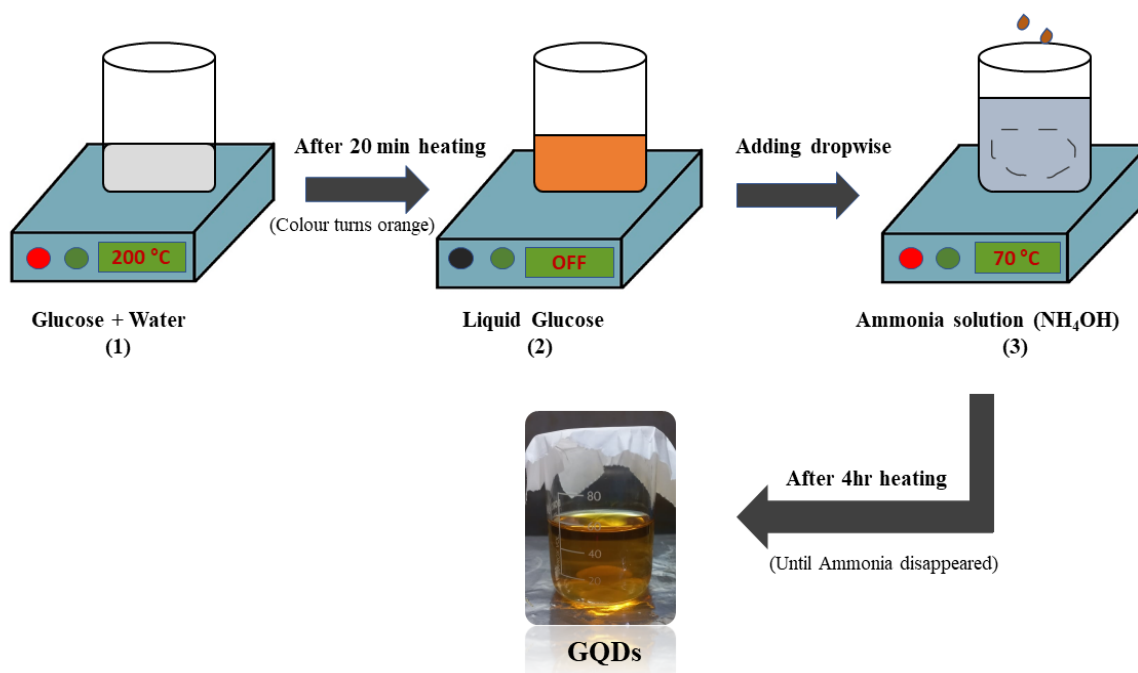 200 °C
Glucose + Water
(1)
After 20 min heating
(Colour turns orange)
OFF
Liquid Glucose
(2)
Adding dropwise
70 °C
Ammonia solution (NH₄OH)
(3)
After 4hr heating
(Until Ammonia disappeared)
80
60
40
20
GQDs